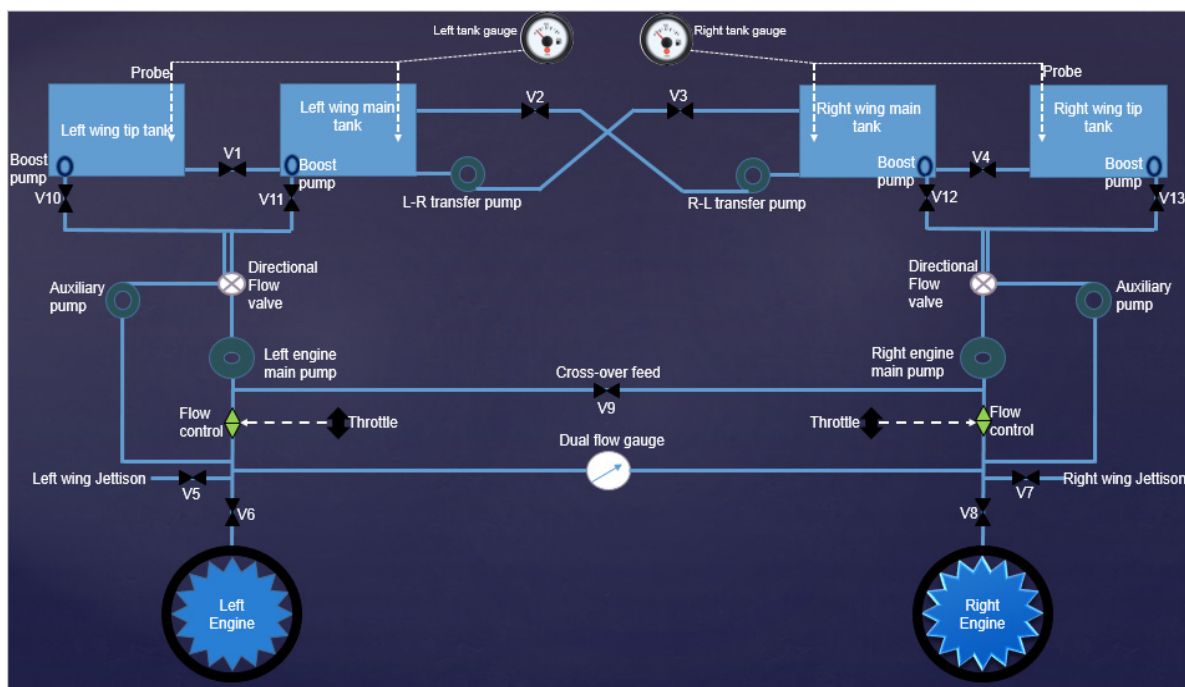 Left tank gauge
Right tank gauge
Probe
Probe
Left wing tip tank
Left wing main
tank
V2
V3
Right wing main
tank
Right wing tip
tank
V1
V4
Boost
pump
Boost
pump
Boost
pump
Boost
pump
L-R transfer pump
R-L transfer pump
V10
V11
V12
V13
Directional
Flow
valve
Directional
Flow
valve
Auxiliary
pump
Auxiliary
pump
Left engine
main pump
Right engine
main pump
Cross-over feed
V9
Flow
control
Throttle
Throttle
Flow
control
Dual flow gauge
Left wing Jettison
V5
V7
Right wing Jettison
V6
V8
Left
Engine
Right
Engine